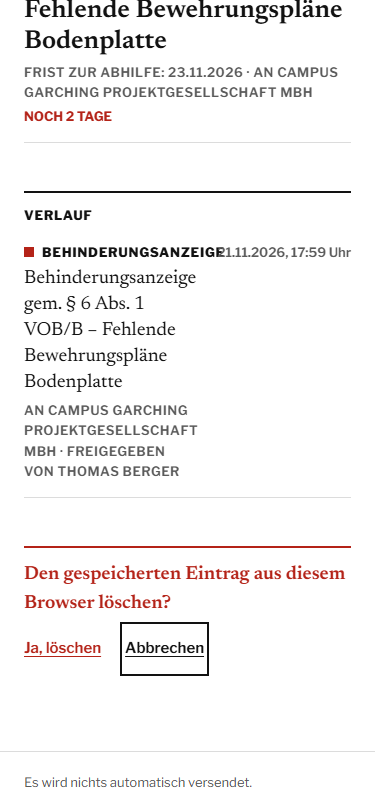 Fehlende Bewehrungspläne
Bodenplatte
FRIST ZUR ABHILFE: 23.11.2026 · AN CAMPUS
GARCHING PROJEKTGESELLSCHAFT MBH
NOCH 2 TAGE
VERLAUF
BEHINDERUNGSANZEIGE 21.11.2026, 17:59 Uhr
Behinderungsanzeige
gem. § 6 Abs. 1
VOB/B – Fehlende
Bewehrungspläne
Bodenplatte
AN CAMPUS GARCHING
PROJEKTGESELLSCHAFT
MBH · FREIGEGEBEN
VON THOMAS BERGER
Den gespeicherten Eintrag aus diesem
Browser löschen?
Ja, löschen Abbrechen
Es wird nichts automatisch versendet.